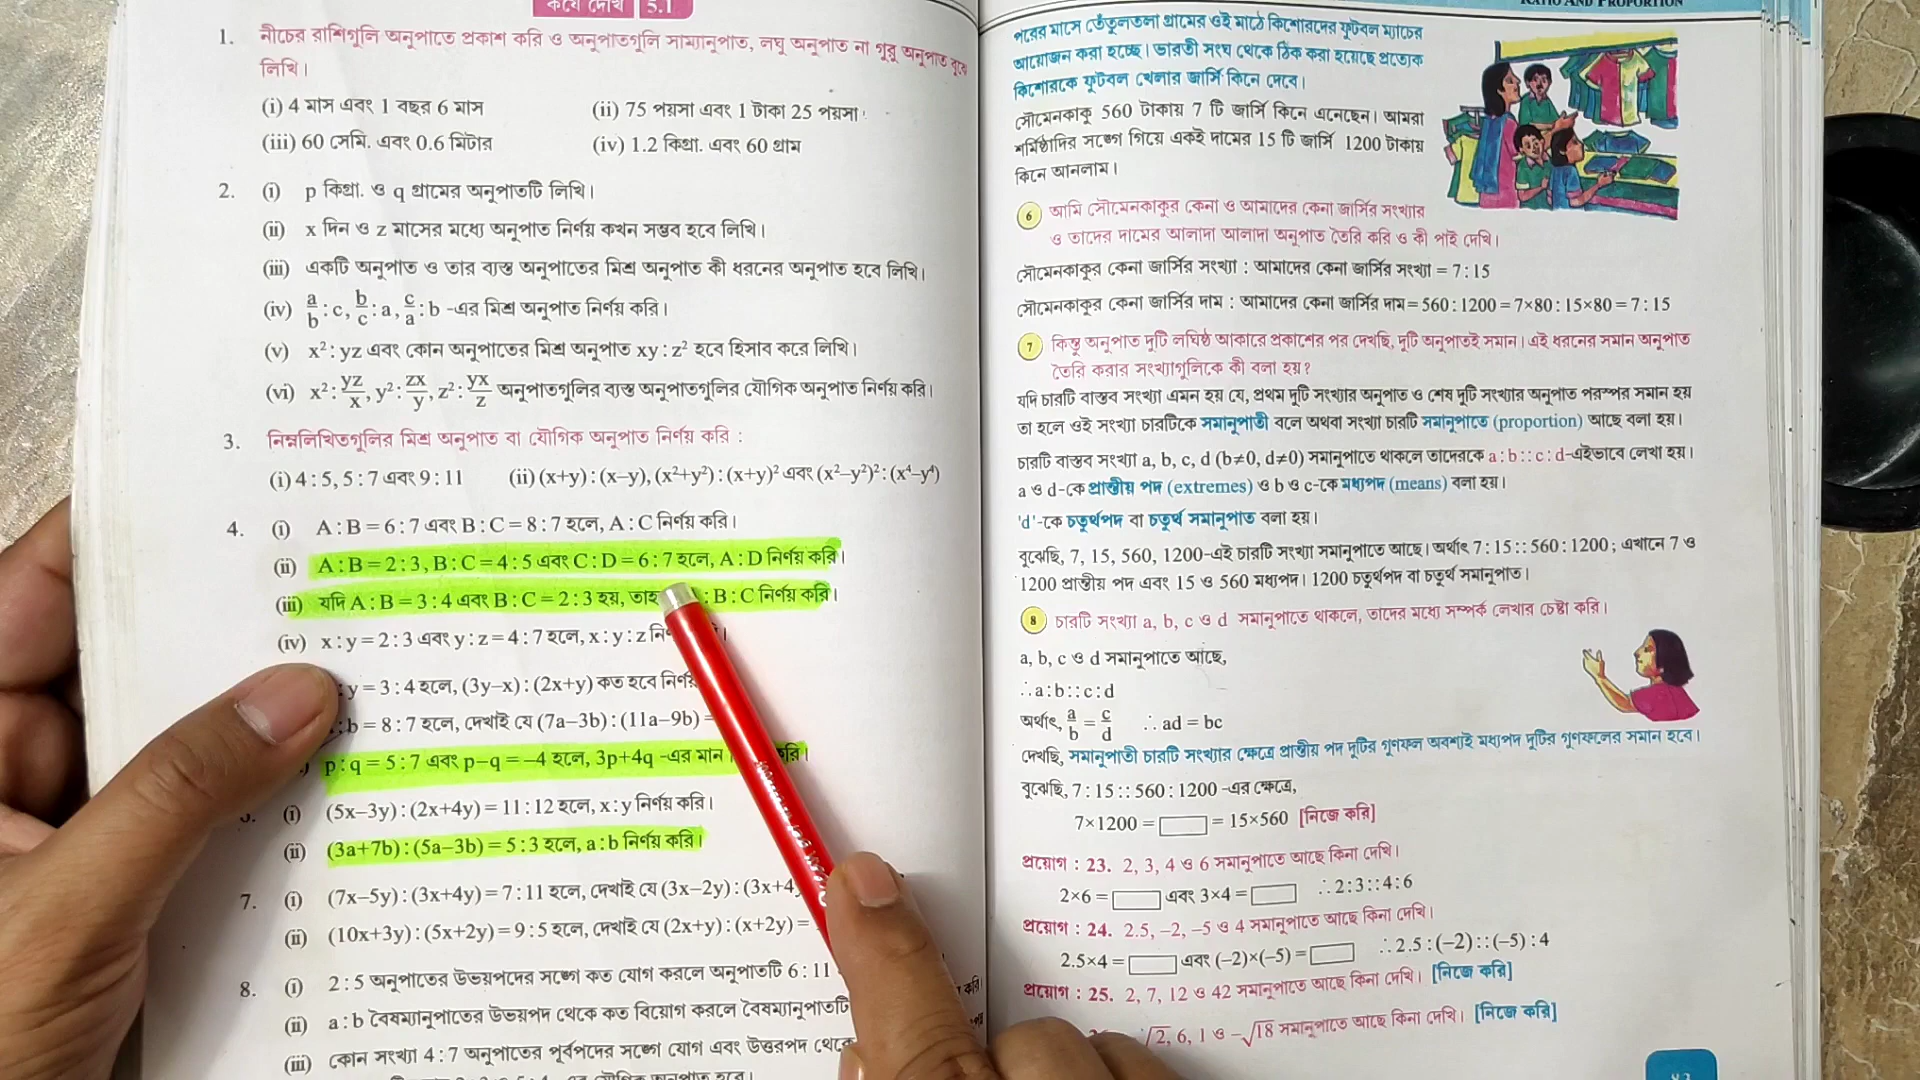 কষে দেখি 5.1
1. নীচের রাশিগুলি অনুপাতে প্রকাশ করি ও অনুপাতগুলি সাম্যানুপাত, লঘু অনুপাত না গুরু অনুপাত বুঝে
লিখি।
(i) 4 মাস এবং 1 বছর 6 মাস (ii) 75 পয়সা এবং 1 টাকা 25 পয়সা
(iii) 60 সেমি. এবং 0.6 মিটার (iv) 1.2 কিগ্রা. এবং 60 গ্রাম
2. (i) p কিগ্রা. ও q গ্রামের অনুপাতটি লিখি।
(ii) x দিন ও z মাসের মধ্যে অনুপাত নির্ণয় কখন সম্ভব হবে লিখি।
(iii) একটি অনুপাত ও তার ব্যস্ত অনুপাতের মিশ্র অনুপাত কী ধরনের অনুপাত হবে লিখি।
(iv) a/b : c, b/c : a, c/a : b -এর মিশ্র অনুপাত নির্ণয় করি।
(v) x² : yz এবং কোন অনুপাতের মিশ্র অনুপাত xy : z² হবে হিসাব করে লিখি।
(vi) x² : yz/x, y² : zx/y, z² : yx/z অনুপাতগুলির ব্যস্ত অনুপাতগুলির যৌগিক অনুপাত নির্ণয় করি।
3. নিম্নলিখিতগুলির মিশ্র অনুপাত বা যৌগিক অনুপাত নির্ণয় করি :
(i) 4 : 5, 5 : 7 এবং 9 : 11 (ii) (x+y) : (x–y), (x²+y²) : (x+y)² এবং (x²–y²)² : (x⁴–y⁴)
4. (i) A : B = 6 : 7 এবং B : C = 8 : 7 হলে, A : C নির্ণয় করি।
(ii) A : B = 2 : 3, B : C = 4 : 5 এবং C : D = 6 : 7 হলে, A : D নির্ণয় করি।
(iii) যদি A : B = 3 : 4 এবং B : C = 2 : 3 হয়, : B : C নির্ণয় করি।
(iv) x : y = 2 : 3 এবং y : z = 4 : 7 হলে, x : y : z
: y = 3 : 4 হলে, (3y–x) : (2x+y) কত হবে
: b = 8 : 7 হলে, দেখাই যে (7a–3b) : (11a–9b) =
p : q = 5 : 7 এবং p–q = –4 হলে, 3p+4q -এর মান
(i) (5x–3y) : (2x+4y) = 11 : 12 হলে, x : y নির্ণয় করি।
(ii) (3a+7b) : (5a–3b) = 5 : 3 হলে, a : b নির্ণয় করি।
7. (i) (7x–5y) : (3x+4y) = 7 : 11 হলে, দেখাই যে (3x–2y) : (3x+4
(ii) (10x+3y) : (5x+2y) = 9 : 5 হলে, দেখাই যে (2x+y) : (x+2y) =
8. (i) 2 : 5 অনুপাতের উভয়পদের সঙ্গে কত যোগ করলে অনুপাতটি 6 : 11
(ii) a : b বৈষম্যানুপাতের উভয়পদ থেকে কত বিয়োগ করলে বৈষম্যানুপাতটি
(iii) কোন সংখ্যা 4 : 7 অনুপাতের পূর্বপদের সঙ্গে যোগ এবং উত্তরপদ থেকে
RATIO AND PROPORTION
পরের মাসে তেঁতুলতলা গ্রামের ওই মাঠে কিশোরদের ফুটবল ম্যাচের
আয়োজন করা হচ্ছে। ভারতী সংঘ থেকে ঠিক করা হয়েছে প্রত্যেক
কিশোরকে ফুটবল খেলার জার্সি কিনে দেবে।
সৌমেনকাকু 560 টাকায় 7 টি জার্সি কিনে এনেছেন। আমরা
শর্মিষ্ঠাদির সঙ্গে গিয়ে একই দামের 15 টি জার্সি 1200 টাকায়
কিনে আনলাম।
6 আমি সৌমেনকাকুর কেনা ও আমাদের কেনা জার্সির সংখ্যার
ও তাদের দামের আলাদা আলাদা অনুপাত তৈরি করি ও কী পাই দেখি।
সৌমেনকাকুর কেনা জার্সির সংখ্যা : আমাদের কেনা জার্সির সংখ্যা = 7 : 15
সৌমেনকাকুর কেনা জার্সির দাম : আমাদের কেনা জার্সির দাম = 560 : 1200 = 7×80 : 15×80 = 7 : 15
7 কিন্তু অনুপাত দুটি লঘিষ্ঠ আকারে প্রকাশের পর দেখছি, দুটি অনুপাতই সমান। এই ধরনের সমান অনুপাত
তৈরি করার সংখ্যাগুলিকে কী বলা হয়?
যদি চারটি বাস্তব সংখ্যা এমন হয় যে, প্রথম দুটি সংখ্যার অনুপাত ও শেষ দুটি সংখ্যার অনুপাত পরস্পর সমান হয়
তা হলে ওই সংখ্যা চারটিকে সমানুপাতী বলে অথবা সংখ্যা চারটি সমানুপাতে (proportion) আছে বলা হয়।
চারটি বাস্তব সংখ্যা a, b, c, d (b≠0, d≠0) সমানুপাতে থাকলে তাদেরকে a : b : : c : d-এইভাবে লেখা হয়।
a ও d-কে প্রান্তীয় পদ (extremes) ও b ও c-কে মধ্যপদ (means) বলা হয়।
'd'-কে চতুর্থপদ বা চতুর্থ সমানুপাত বলা হয়।
বুঝেছি, 7, 15, 560, 1200-এই চারটি সংখ্যা সমানুপাতে আছে। অর্থাৎ 7 : 15 : : 560 : 1200 ; এখানে 7 ও
1200 প্রান্তীয় পদ এবং 15 ও 560 মধ্যপদ। 1200 চতুর্থপদ বা চতুর্থ সমানুপাত।
8 চারটি সংখ্যা a, b, c ও d সমানুপাতে থাকলে, তাদের মধ্যে সম্পর্ক লেখার চেষ্টা করি।
a, b, c ও d সমানুপাতে আছে,
∴ a : b : : c : d
অর্থাৎ, a/b = c/d ∴ ad = bc
দেখছি, সমানুপাতী চারটি সংখ্যার ক্ষেত্রে প্রান্তীয় পদ দুটির গুণফল অবশ্যই মধ্যপদ দুটির গুণফলের সমান হবে।
বুঝেছি, 7 : 15 : : 560 : 1200 -এর ক্ষেত্রে,
7×1200 = = 15×560 [নিজে করি]
প্রয়োগ : 23. 2, 3, 4 ও 6 সমানুপাতে আছে কিনা দেখি।
2×6 = এবং 3×4 = ∴ 2 : 3 : : 4 : 6
প্রয়োগ : 24. 2.5, –2, –5 ও 4 সমানুপাতে আছে কিনা দেখি।
2.5×4 = এবং (–2)×(–5) = ∴ 2.5 : (–2) : : (–5) : 4
প্রয়োগ : 25. 2, 7, 12 ও 42 সমানুপাতে আছে কিনা দেখি। [নিজে করি]
√2, 6, 1 ও –√18 সমানুপাতে আছে কিনা দেখি। [নিজে করি]